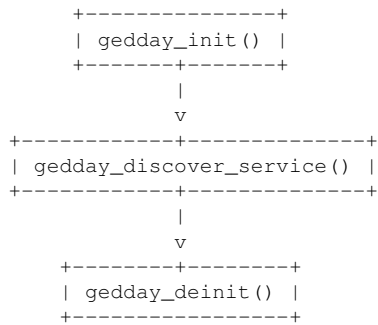 +---------------+
| gedday_init() |
+-------+-------+
|
v
+------------+--------------+
| gedday_discover_service() |
+------------+--------------+
|
v
+--------+--------+
| gedday_deinit() |
+-----------------+